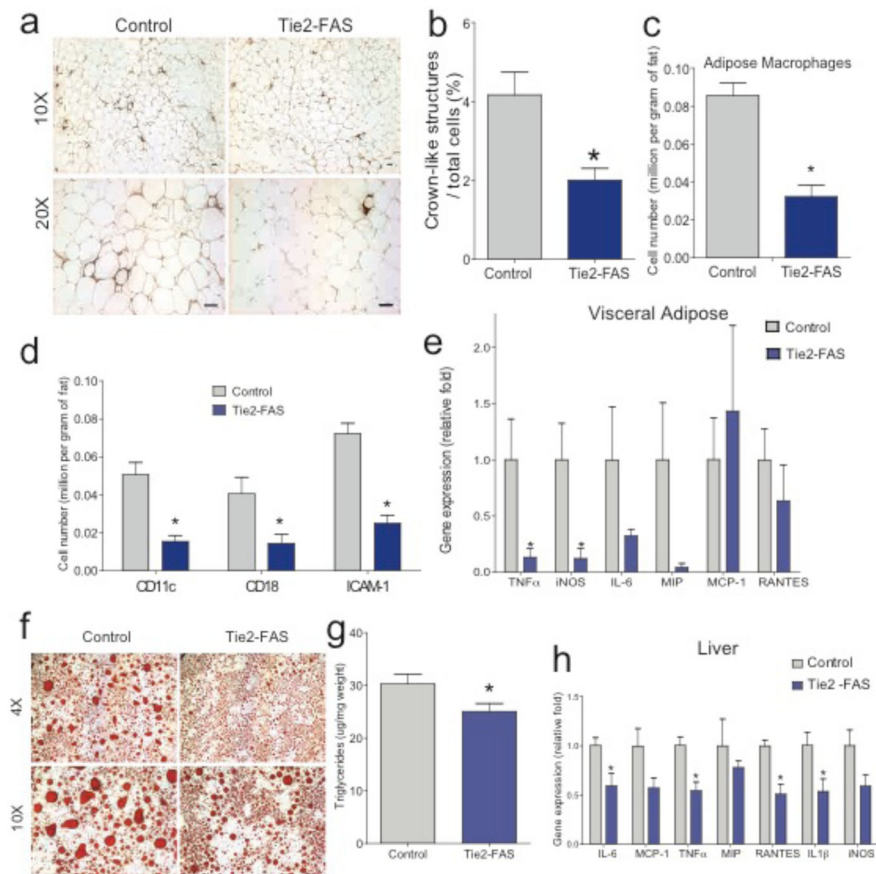 a
Control
Tie2-FAS
10X
20X
b
Crown-like structures
/ total cells (%)
6
4
2
0
Control
Tie2-FAS
*
c
Adipose Macrophages
Cell number (million per gram of fat)
0.10
0.08
0.06
0.04
0.02
0.00
Control
Tie2-FAS
*
d
Cell number (million per gram of fat)
0.10
0.08
0.06
0.04
0.02
0.00
Control
Tie2-FAS
*
*
*
CD11c
CD18
ICAM-1
e
Visceral Adipose
Control
Tie2-FAS
Gene expression (relative fold)
2.0
1.5
1.0
0.5
0.0
*
*
TNFα
iNOS
IL-6
MIP
MCP-1
RANTES
f
Control
Tie2-FAS
4X
10X
g
Triglycerides (ug/mg weight)
40
30
20
10
0
*
Control
Tie2-FAS
h
Liver
Control
Tie2 -FAS
Gene expression (relative fold)
1.5
1.0
0.5
0.0
*
*
*
*
IL-6
MCP-1
TNFα
MIP
RANTES
IL1β
iNOS